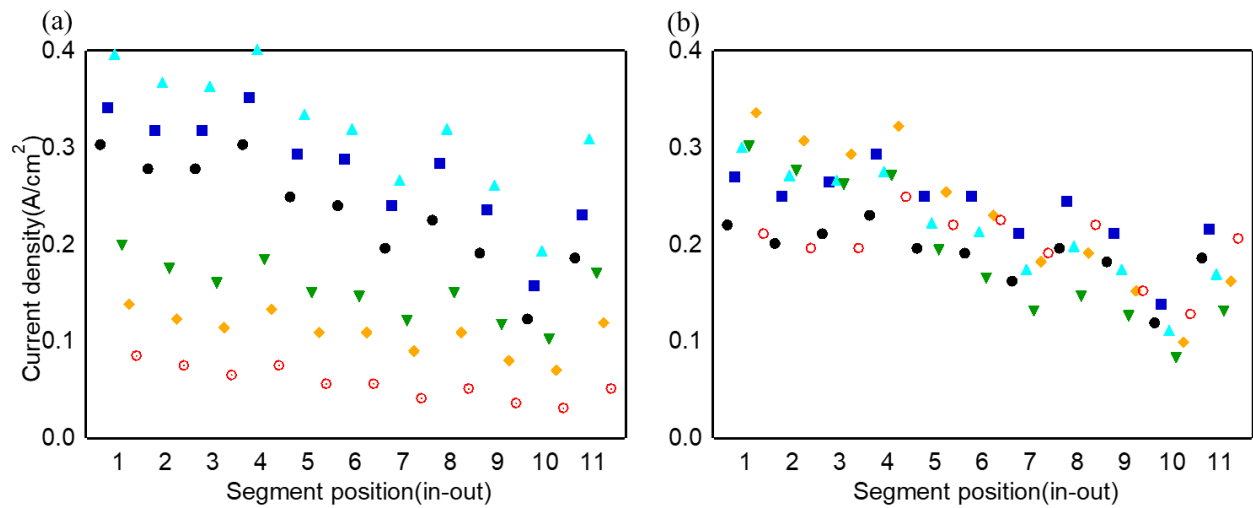 (a)
(b)
0.4
0.3
0.2
0.1
0.0
Current density(A/cm²)
1 2 3 4 5 6 7 8 9 10 11
Segment position(in-out)
0.4
0.3
0.2
0.1
0.0
1 2 3 4 5 6 7 8 9 10 11
Segment position(in-out)